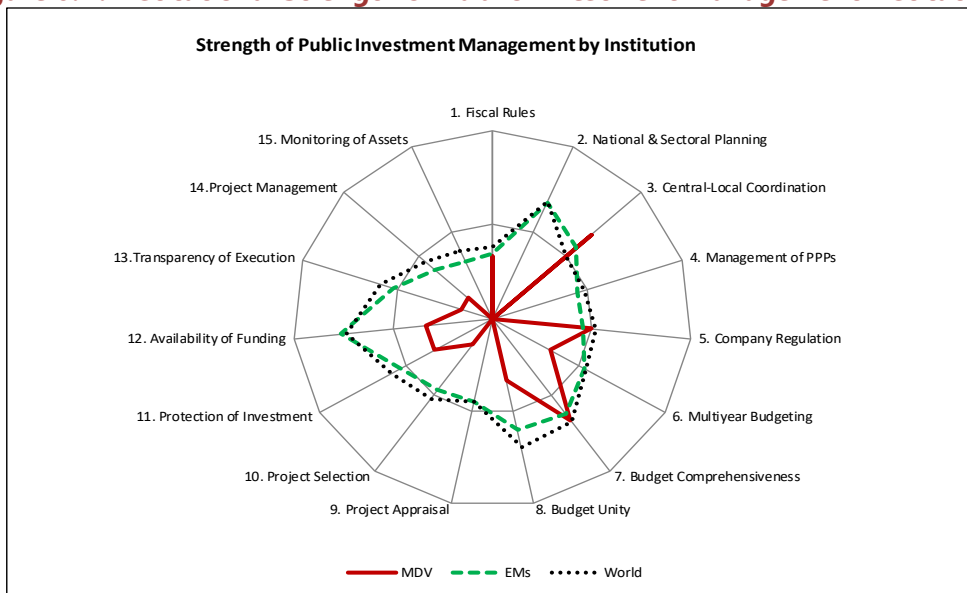 Strength of Public Investment Management by Institution
1. Fiscal Rules
15. Monitoring of Assets
2. National & Sectoral Planning
14.Project Management
3. Central-Local Coordination
13.Transparency of Execution
4. Management of PPPs
12. Availability of Funding
5. Company Regulation
11. Protection of Investment
6. Multiyear Budgeting
10. Project Selection
7. Budget Comprehensiveness
9. Project Appraisal
8. Budget Unity
MDV
EMs
World